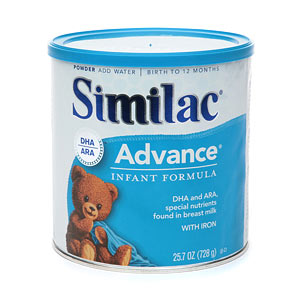 POWDER ADD WATER | BIRTH TO 12 MONTHS
Similac®
DHA
ARA
Advance®
INFANT FORMULA
DHA AND ARA,
special nutrients
found in breast milk
WITH IRON
25.7 OZ (728 g)